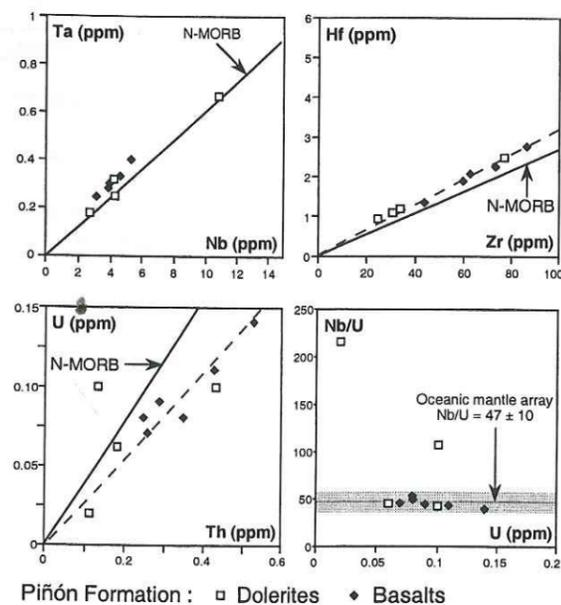 1
Ta (ppm)
N-MORB
0.8
0.6
0.4
0.2
0
Nb (ppm)
0 2 4 6 8 10 12 14
6
Hf (ppm)
5
4
3
2
1
0
N-MORB
Zr (ppm)
0 20 40 60 80 100
0.15
U (ppm)
N-MORB
0.10
0.05
0
Th (ppm)
0 0.2 0.4 0.6
250
Nb/U
200
Oceanic mantle array
Nb/U = 47 ± 10
150
100
50
0
U (ppm)
0 0.05 0.1 0.15 0.2
Piñón Formation : Dolerites Basalts